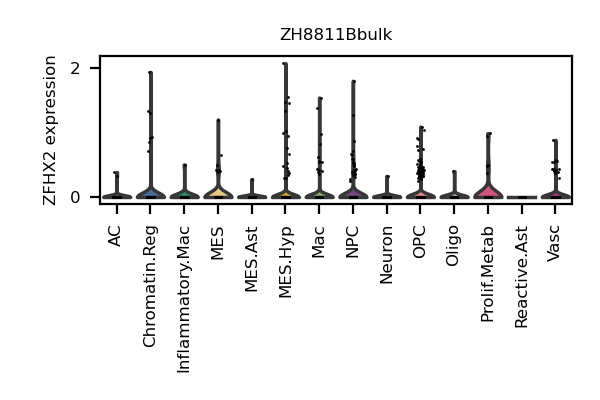 ZH8811Bbulk
ZFHX2 expression
2
0
AC
Chromatin.Reg
Inflammatory.Mac
MES
MES.Ast
MES.Hyp
Mac
NPC
Neuron
OPC
Oligo
Prolif.Metab
Reactive.Ast
Vasc